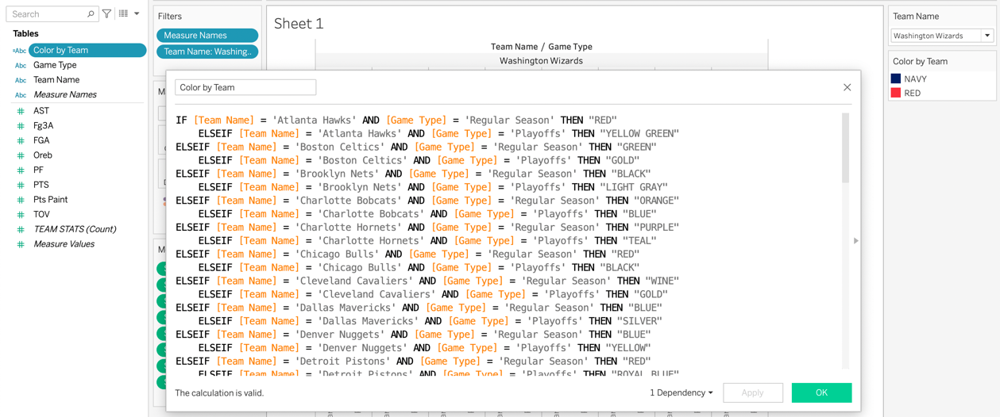 Search
Tables
=Abc Color by Team
Abc Game Type
Abc Team Name
Abc Measure Names
AST
Fg3A
FGA
Oreb
PF
PTS
Pts Paint
TOV
TEAM STATS (Count)
Measure Values
Filters
Measure Names
Team Name: Washing..
Sheet 1
Team Name / Game Type
Washington Wizards
Color by Team
IF [Team Name] = 'Atlanta Hawks' AND [Game Type] = 'Regular Season' THEN "RED"
ELSEIF [Team Name] = 'Atlanta Hawks' AND [Game Type] = 'Playoffs' THEN "YELLOW GREEN"
ELSEIF [Team Name] = 'Boston Celtics' AND [Game Type] = 'Regular Season' THEN "GREEN"
ELSEIF [Team Name] = 'Boston Celtics' AND [Game Type] = 'Playoffs' THEN "GOLD"
ELSEIF [Team Name] = 'Brooklyn Nets' AND [Game Type] = 'Regular Season' THEN "BLACK"
ELSEIF [Team Name] = 'Brooklyn Nets' AND [Game Type] = 'Playoffs' THEN "LIGHT GRAY"
ELSEIF [Team Name] = 'Charlotte Bobcats' AND [Game Type] = 'Regular Season' THEN "ORANGE"
ELSEIF [Team Name] = 'Charlotte Bobcats' AND [Game Type] = 'Playoffs' THEN "BLUE"
ELSEIF [Team Name] = 'Charlotte Hornets' AND [Game Type] = 'Regular Season' THEN "PURPLE"
ELSEIF [Team Name] = 'Charlotte Hornets' AND [Game Type] = 'Playoffs' THEN "TEAL"
ELSEIF [Team Name] = 'Chicago Bulls' AND [Game Type] = 'Regular Season' THEN "RED"
ELSEIF [Team Name] = 'Chicago Bulls' AND [Game Type] = 'Playoffs' THEN "BLACK"
ELSEIF [Team Name] = 'Cleveland Cavaliers' AND [Game Type] = 'Regular Season' THEN "WINE"
ELSEIF [Team Name] = 'Cleveland Cavaliers' AND [Game Type] = 'Playoffs' THEN "GOLD"
ELSEIF [Team Name] = 'Dallas Mavericks' AND [Game Type] = 'Regular Season' THEN "BLUE"
ELSEIF [Team Name] = 'Dallas Mavericks' AND [Game Type] = 'Playoffs' THEN "SILVER"
ELSEIF [Team Name] = 'Denver Nuggets' AND [Game Type] = 'Regular Season' THEN "BLUE"
ELSEIF [Team Name] = 'Denver Nuggets' AND [Game Type] = 'Playoffs' THEN "YELLOW"
ELSEIF [Team Name] = 'Detroit Pistons' AND [Game Type] = 'Regular Season' THEN "RED"
ELSEIF [Team Name] = 'Detroit Pistons' AND [Game Type] = 'Playoffs' THEN "ROYAL BLUE"
The calculation is valid.
1 Dependency
Apply
OK
Team Name
Washington Wizards
Color by Team
NAVY
RED